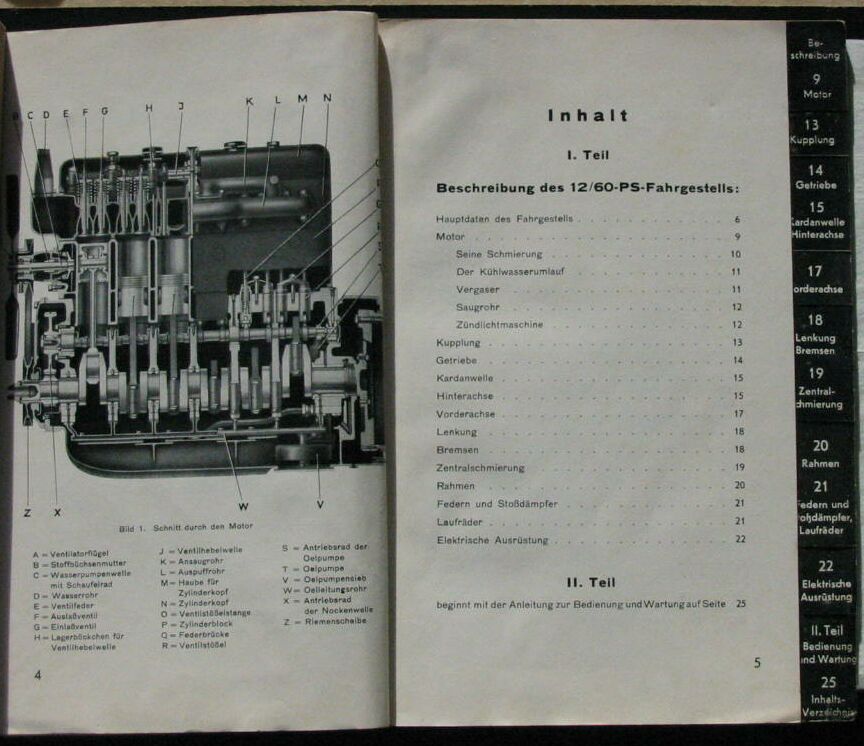 B C D E F G H J K L M N
Z X W V
Bild 1. Schnitt durch den Motor
A = Ventilatorflügel
B = Stoffbüchsenmutter
C = Wasserpumpenwelle
mit Schaufelrad
D = Wasserrohr
E = Ventilfeder
F = Auslaßventil
G = Einlaßventil
H = Lagerböckchen für
Ventilhebelwelle
J = Ventilhebelwelle
K = Ansaugrohr
L = Auspuffrohr
M = Haube für
Zylinderkopf
N = Zylinderkopf
O = Ventilstößelstange
P = Zylinderblock
Q = Federbrücke
R = Ventilstößel
S = Antriebsrad der
Oelpumpe
T = Oelpumpe
V = Oelpumpensieb
W = Oelleitungsrohr
X = Antriebsrad
der Nockenwelle
Z = Riemenscheibe
4
Inhalt
I. Teil
Beschreibung des 12/60-PS-Fahrgestells:
Hauptdaten des Fahrgestells 6
Motor 9
Seine Schmierung 10
Der Kühlwasserumlauf 11
Vergaser 11
Saugrohr 12
Zündlichtmaschine 12
Kupplung 13
Getriebe 14
Kardanwelle 15
Hinterachse 15
Vorderachse 17
Lenkung 18
Bremsen 18
Zentralschmierung 19
Rahmen 20
Federn und Stoßdämpfer 21
Laufräder 21
Elektrische Ausrüstung 22
II. Teil
beginnt mit der Anleitung zur Bedienung und Wartung auf Seite 25
5
Be-
schreibung
9
Motor
13
Kupplung
14
Getriebe
15
Kardanwelle
Hinterachse
17
orderachse
18
Lenkung
Bremsen
19
Zentral-
chmierung
20
Rahmen
21
Federn und
oßdämpfer,
Laufräder
22
Elektrische
Ausrüstung
II. Teil
Bedienung
und Wartung
25
Inhalts-
Verzeichnis